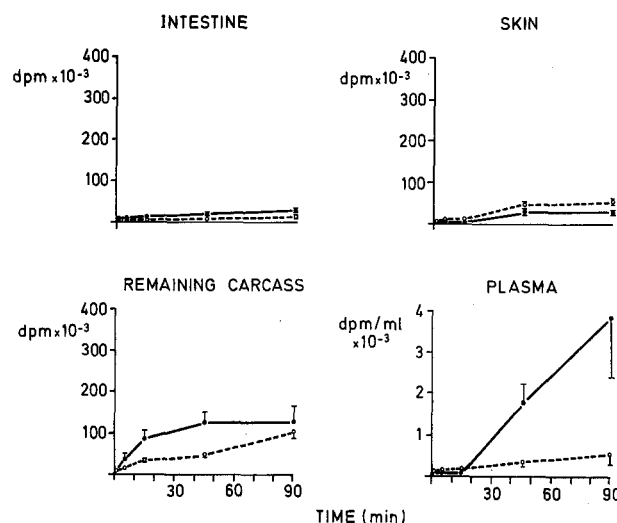 INTESTINE
400
dpm×10⁻³
300
200
100
SKIN
400
dpm×10⁻³
300
200
100
REMAINING CARCASS
400
dpm×10⁻³
300
200
100
30 60 90
PLASMA
4
dpm/ml
×10⁻³
3
2
1
30 60 90
TIME (min)